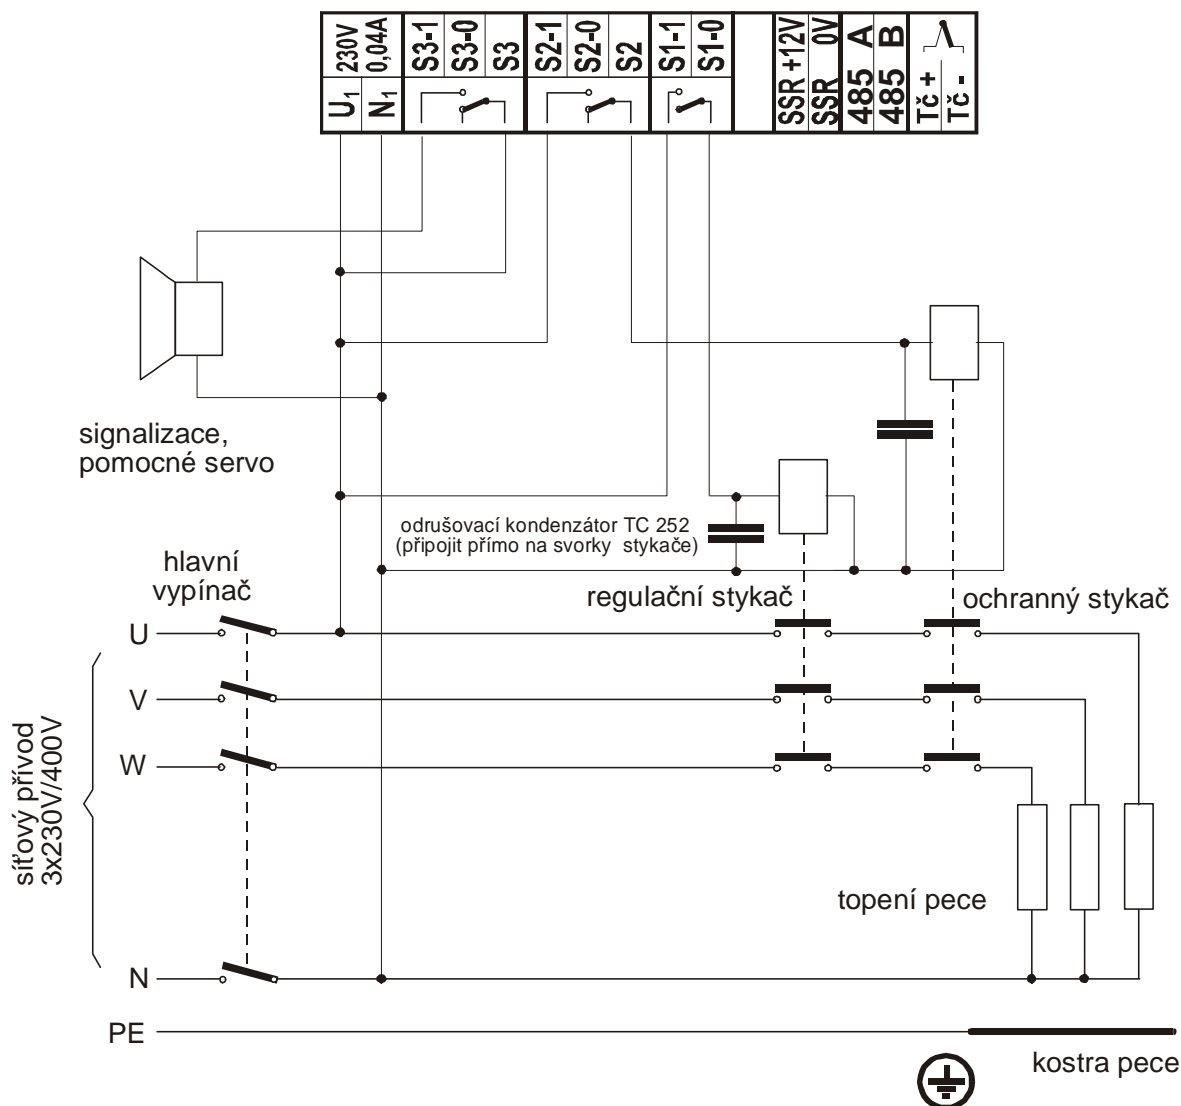 230V
0,04A
U1
N1
S3-1
S3-0
S3
S2-1
S2-0
S2
S1-1
S1-0
SSR +12V
SSR 0V
485 A
485 B
Tč +
Tč -
signalizace,
pomocné servo
odrušovací kondenzátor TC 252
(připojit přímo na svorky stykače)
hlavní
vypínač
regulační stykač
ochranný stykač
U
V
W
síťový přívod
3x230V/400V
topení pece
N
PE
kostra pece